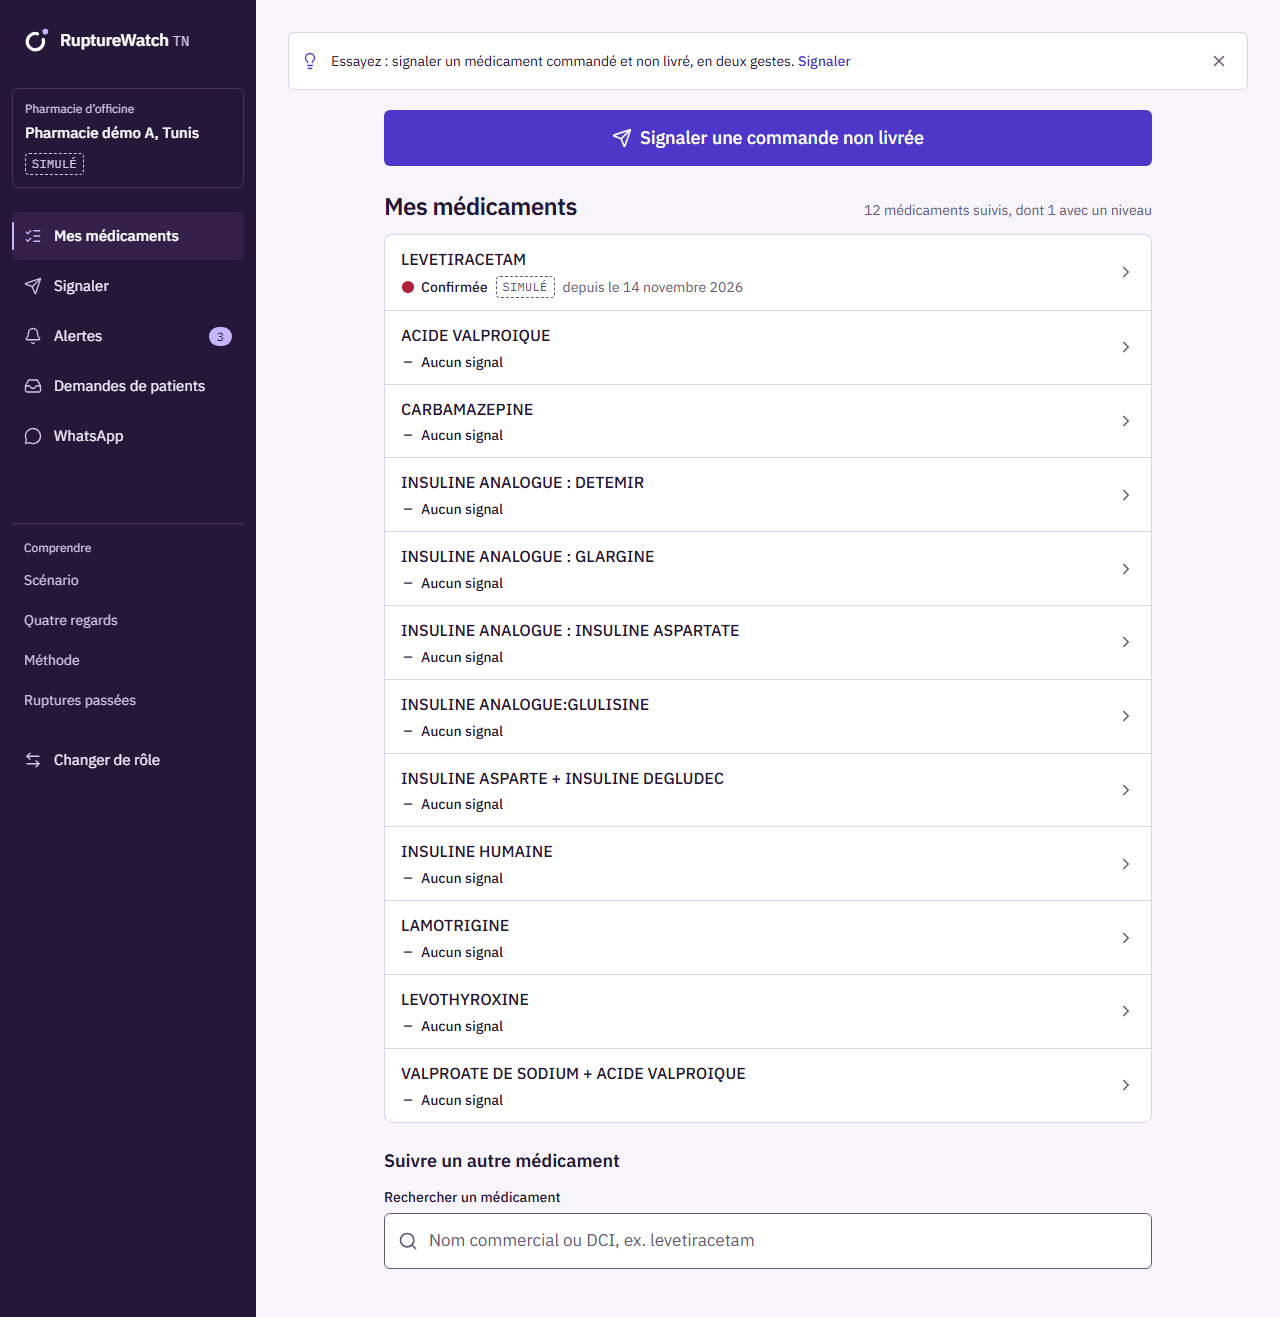 RuptureWatch TN
Pharmacie d’officine
Pharmacie démo A, Tunis
SIMULÉ
Mes médicaments
Signaler
Alertes 3
Demandes de patients
WhatsApp
Comprendre
Scénario
Quatre regards
Méthode
Ruptures passées
Changer de rôle
Essayez : signaler un médicament commandé et non livré, en deux gestes. Signaler
Signaler une commande non livrée
Mes médicaments
12 médicaments suivis, dont 1 avec un niveau
LEVETIRACETAM
Confirmée SIMULÉ depuis le 14 novembre 2026
ACIDE VALPROIQUE
Aucun signal
CARBAMAZEPINE
Aucun signal
INSULINE ANALOGUE : DETEMIR
Aucun signal
INSULINE ANALOGUE : GLARGINE
Aucun signal
INSULINE ANALOGUE : INSULINE ASPARTATE
Aucun signal
INSULINE ANALOGUE:GLULISINE
Aucun signal
INSULINE ASPARTE + INSULINE DEGLUDEC
Aucun signal
INSULINE HUMAINE
Aucun signal
LAMOTRIGINE
Aucun signal
LEVOTHYROXINE
Aucun signal
VALPROATE DE SODIUM + ACIDE VALPROIQUE
Aucun signal
Suivre un autre médicament
Rechercher un médicament
Nom commercial ou DCI, ex. levetiracetam